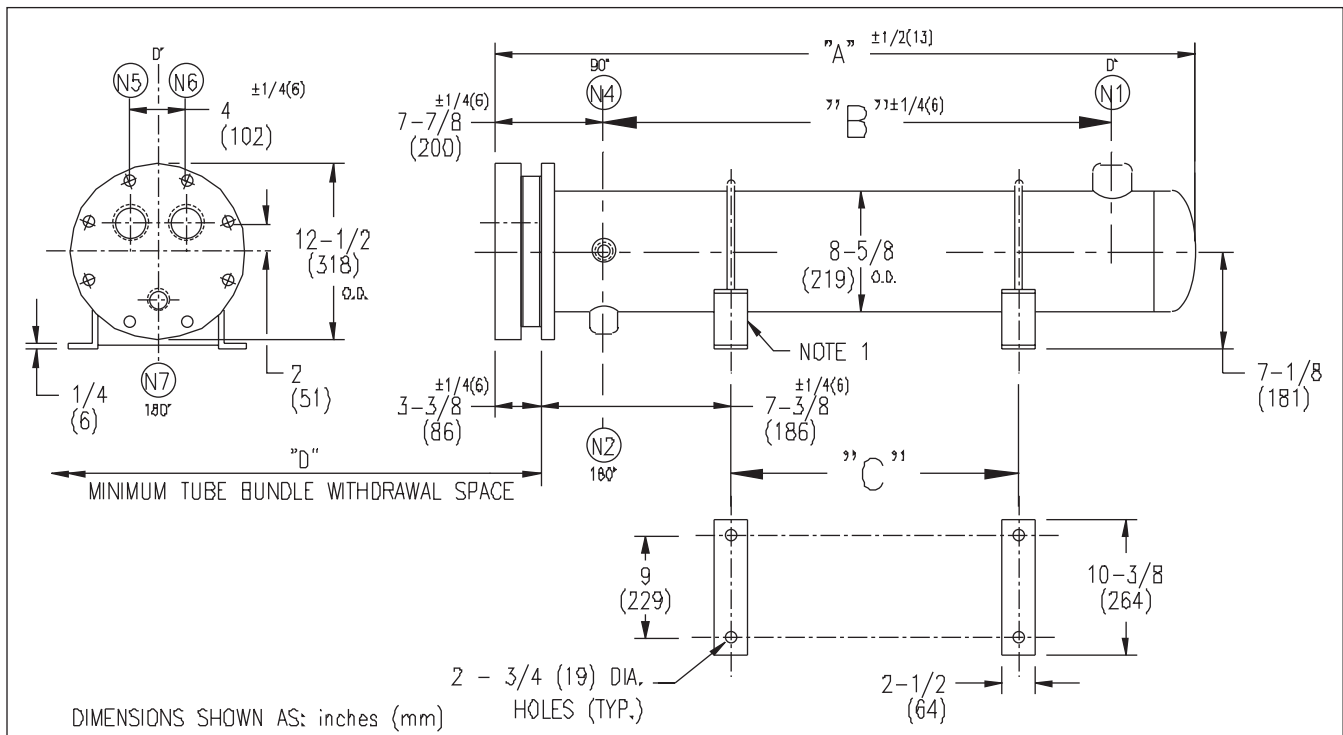 D"
N5
N6
±1/4(6)
4
(102)
12-1/2
(318)
O.D.
2
(51)
1/4
(6)
N7
180°
"A" ±1/2(13)
90°
N4
±1/4(6)
7-7/8
(200)
"B" ±1/4(6)
D"
N1
8-5/8
(219) O.D.
NOTE 1
7-1/8
(181)
±1/4(6)
3-3/8
(86)
±1/4(6)
7-3/8
(186)
N2
180°
"D"
MINIMUM TUBE BUNDLE WITHDRAWAL SPACE
"C"
9
(229)
10-3/8
(264)
2 - 3/4 (19) DIA.
HOLES (TYP.)
2-1/2
(64)
DIMENSIONS SHOWN AS: inches (mm)